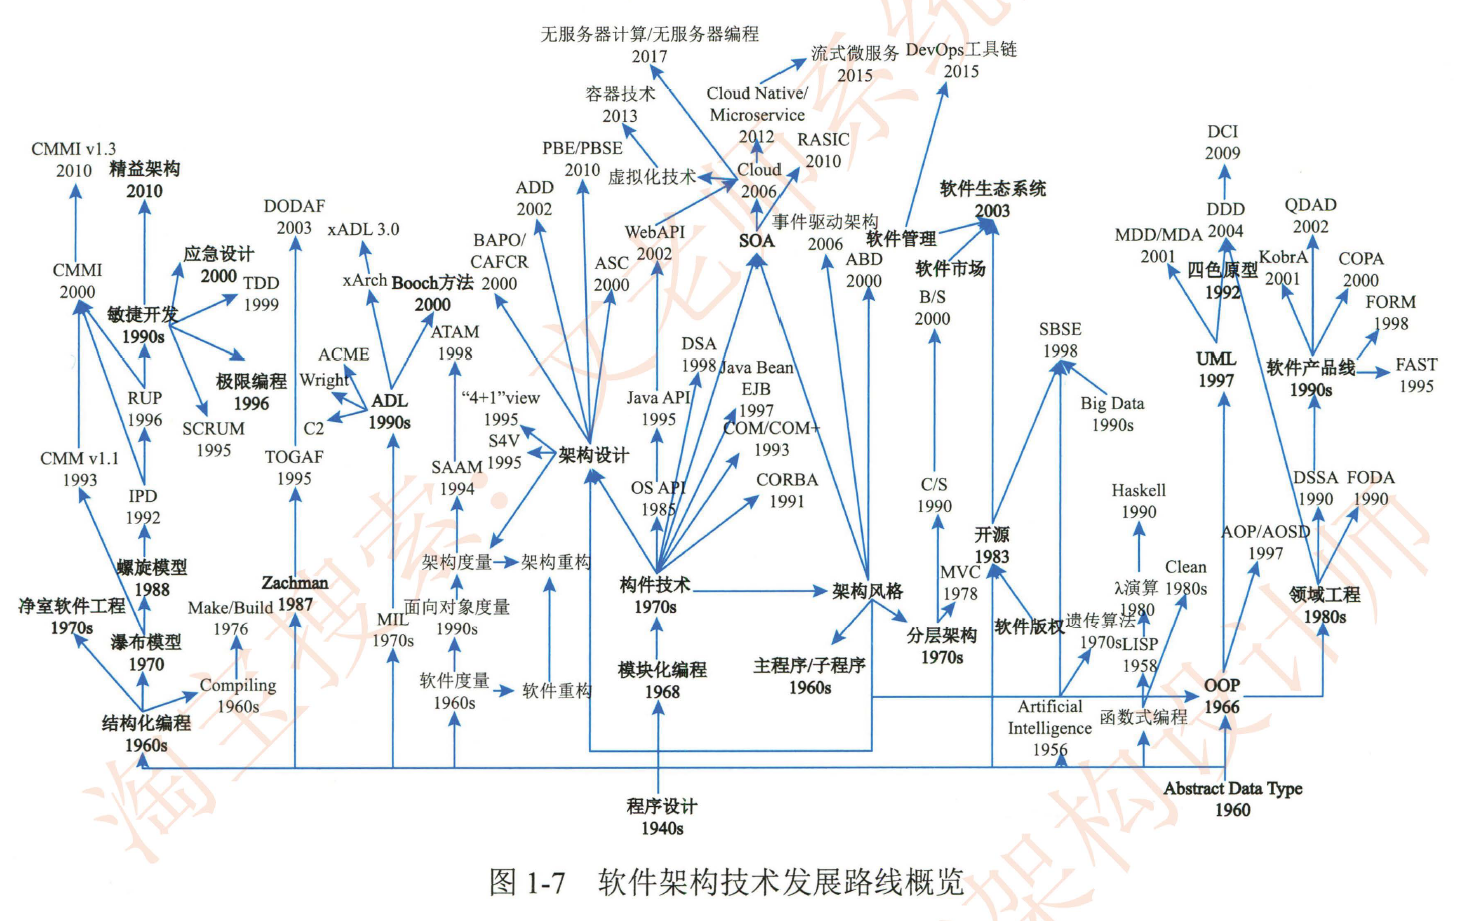 无服务器计算/无服务器编程
2017
流式微服务
2015
DevOps工具链
2015
容器技术
2013
Cloud Native/
Microservice
2012
RASIC
2010
CMMI v1.3
2010
精益架构
2010
PBE/PBSE
2010
虚拟化技术
Cloud
2006
DCI
2009
ADD
2002
软件生态系统
2003
DODAF
2003
xADL 3.0
BAPO/
CAFCR
2000
ASC
2000
WebAPI
2002
SOA
事件驱动架构
2006
软件管理
软件市场
ABD
2000
DDD
2004
QDAD
2002
MDD/MDA
2001
四色原型
1992
KobrA
2001
COPA
2000
CMMI
2000
应急设计
2000
TDD
1999
xArch
Booch方法
2000
B/S
2000
敏捷开发
1990s
ATAM
1998
DSA
1998
SBSE
1998
FORM
1998
UML
1997
软件产品线
1990s
FAST
1995
ACME
Wright
C2
ADL
1990s
极限编程
1996
RUP
1996
SCRUM
1995
“4+1”view
1995
S4V
1995
Java API
1995
Java Bean
EJB
1997
COM/COM+
1993
Big Data
1990s
CMM v1.1
1993
TOGAF
1995
SAAM
1994
架构设计
OS API
1985
CORBA
1991
C/S
1990
Haskell
1990
DSSA
1990
FODA
1990
IPD
1992
开源
1983
AOP/AOSD
1997
螺旋模型
1988
Zachman
1987
架构度量
架构重构
构件技术
1970s
架构风格
MVC
1978
λ演算
1980
Clean
1980s
领域工程
1980s
净室软件工程
1970s
Make/Build
1976
MIL
1970s
面向对象度量
1990s
分层架构
1970s
软件版权
遗传算法
1970s
LISP
1958
瀑布模型
1970
Compiling
1960s
软件度量
1960s
软件重构
模块化编程
1968
主程序/子程序
1960s
OOP
1966
结构化编程
1960s
Artificial
Intelligence
1956
函数式编程
程序设计
1940s
Abstract Data Type
1960
图 1-7 软件架构技术发展路线概览
淘宝搜索：文老师系统
架构设计师